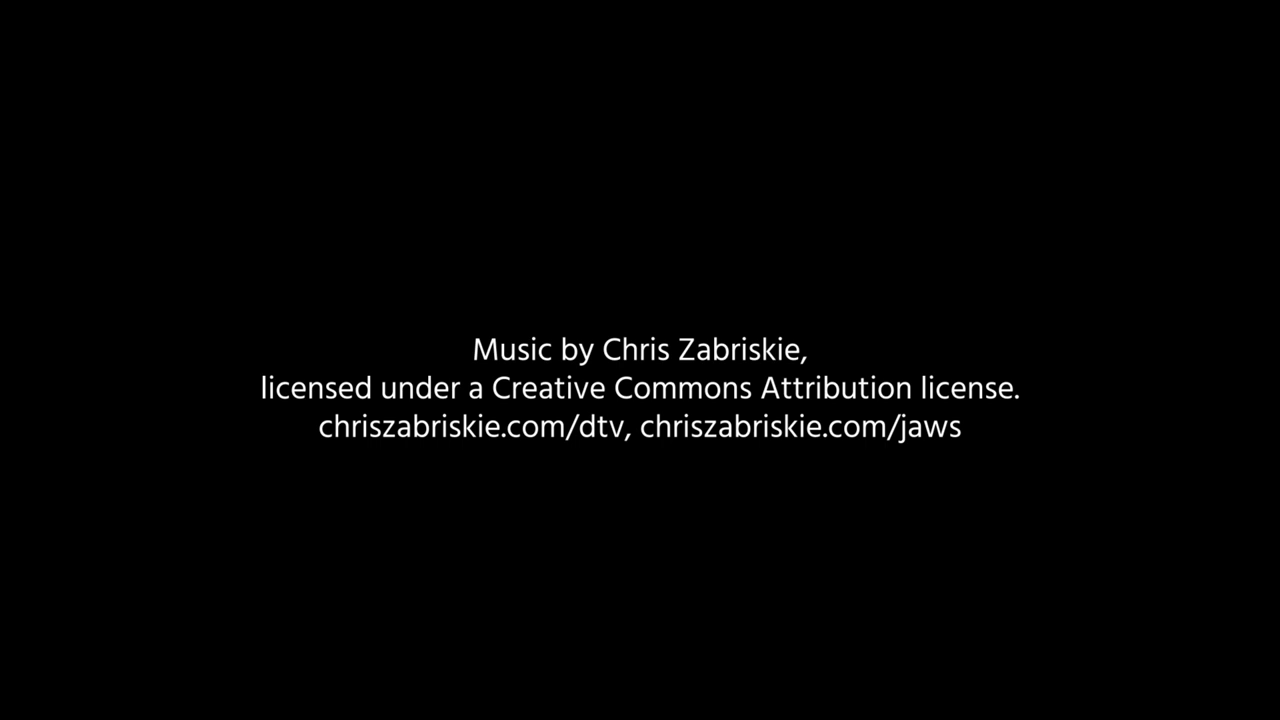 Music by Chris Zabriskie,
licensed under a Creative Commons Attribution license.
chriszabriskie.com/dtv, chriszabriskie.com/jaws